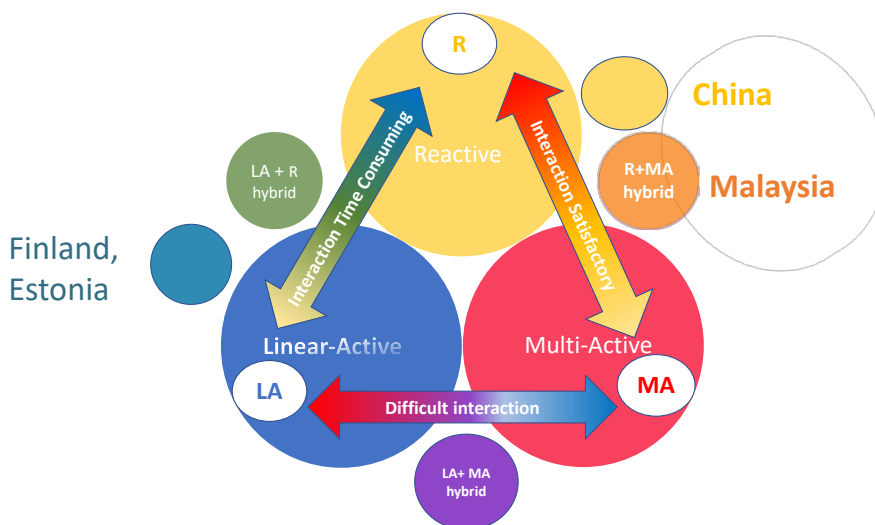 R
China
Reactive
Interaction Time Consuming
Interaction Satisfactory
LA + R
hybrid
R+MA
hybrid
Malaysia
Finland,
Estonia
Linear-Active
Multi-Active
LA
MA
Difficult interaction
LA+ MA
hybrid